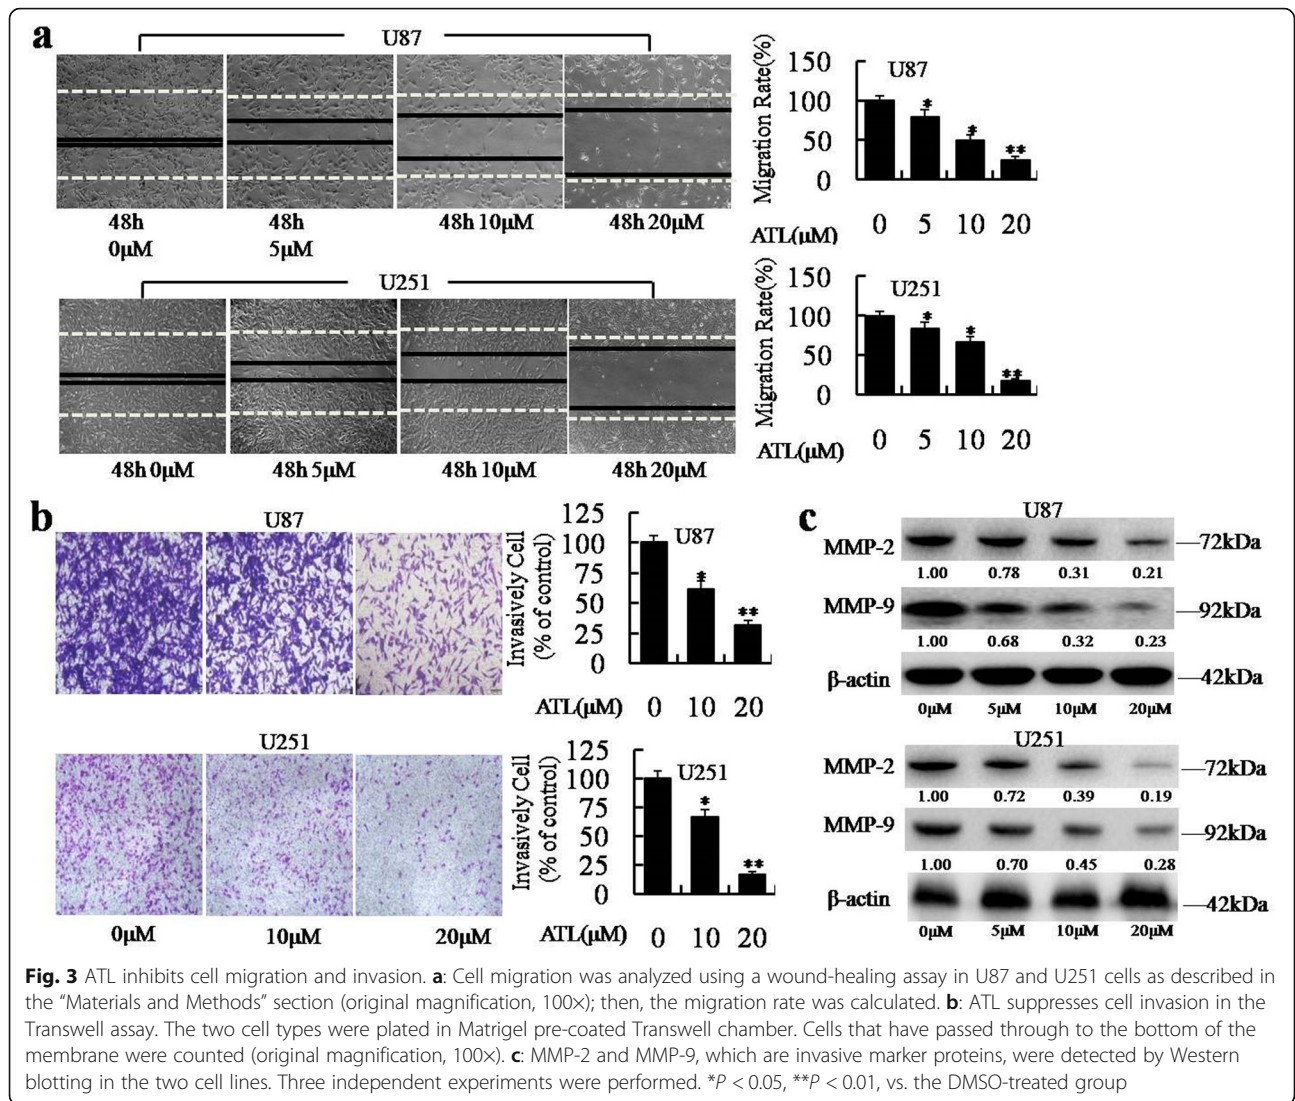 a
U87
48h
0μM
48h
5μM
48h 10μM
48h 20μM
Migration Rate(%)
150
100
50
0
U87
*
*
**
ATL(μM) 0 5 10 20
U251
48h 0μM
48h 5μM
48h 10μM
48h 20μM
Migration Rate(%)
150
100
50
0
U251
*
*
**
ATL(μM) 0 5 10 20
b
U87
Invasively Cell
(% of control)
125
100
75
50
25
0
U87
*
**
ATL(μM) 0 10 20
U251
0μM
10μM
20μM
Invasively Cell
(% of control)
125
100
75
50
25
0
U251
*
**
ATL(μM) 0 10 20
c
U87
MMP-2
72kDa
1.00 0.78 0.31 0.21
MMP-9
92kDa
1.00 0.68 0.32 0.23
β-actin
42kDa
0μM 5μM 10μM 20μM
U251
MMP-2
72kDa
1.00 0.72 0.39 0.19
MMP-9
92kDa
1.00 0.70 0.45 0.28
β-actin
42kDa
0μM 5μM 10μM 20μM
Fig. 3 ATL inhibits cell migration and invasion. a: Cell migration was analyzed using a wound-healing assay in U87 and U251 cells as described in
the “Materials and Methods” section (original magnification, 100×); then, the migration rate was calculated. b: ATL suppresses cell invasion in the
Transwell assay. The two cell types were plated in Matrigel pre-coated Transwell chamber. Cells that have passed through to the bottom of the
membrane were counted (original magnification, 100×). c: MMP-2 and MMP-9, which are invasive marker proteins, were detected by Western
blotting in the two cell lines. Three independent experiments were performed. *P < 0.05, **P < 0.01, vs. the DMSO-treated group